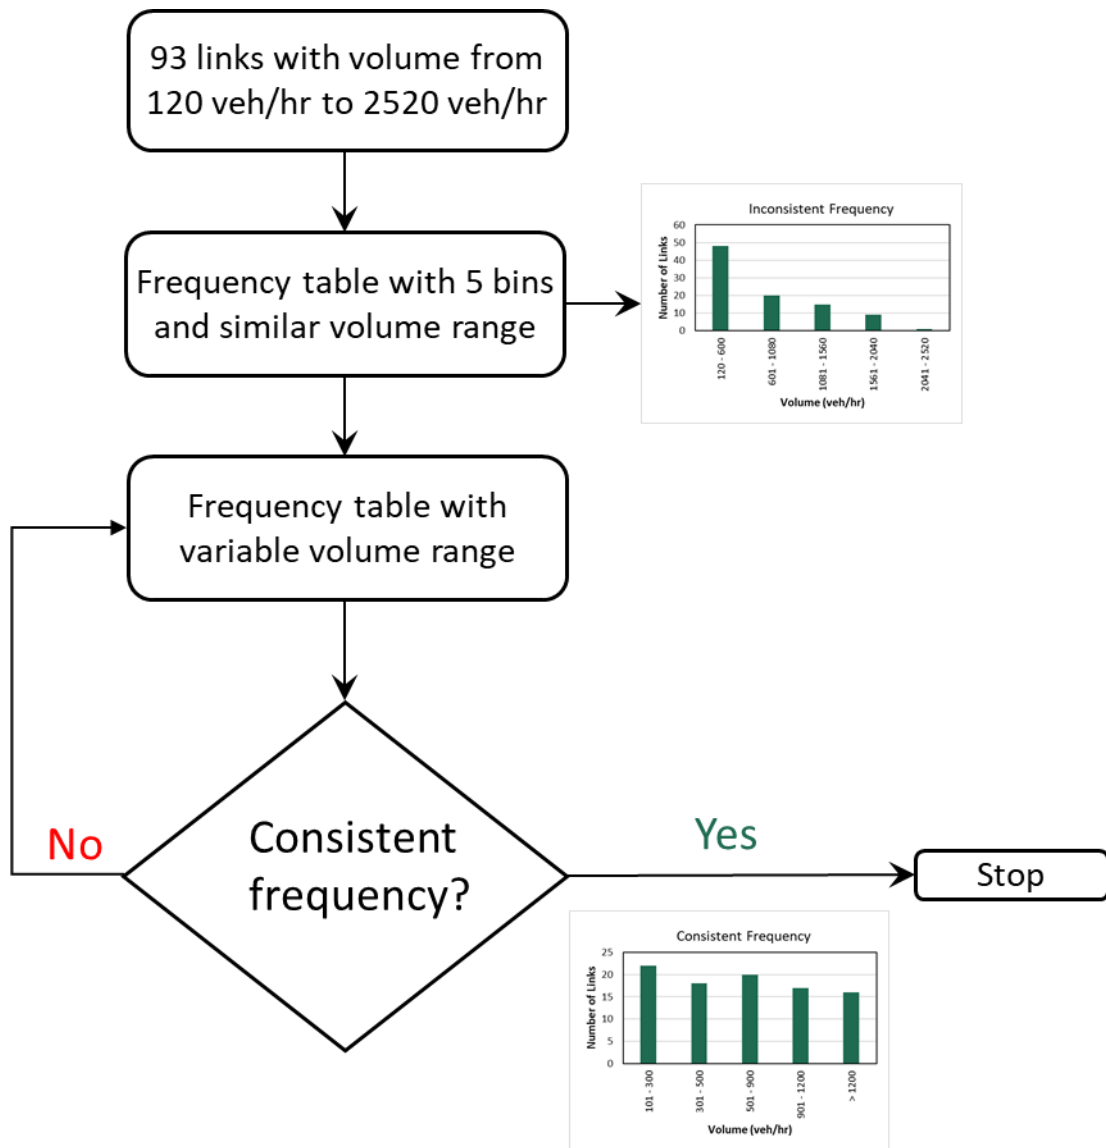 93 links with volume from
120 veh/hr to 2520 veh/hr
Frequency table with 5 bins
and similar volume range
Inconsistent Frequency
Number of Links
60
50
40
30
20
10
0
120 - 600
601 - 1080
1081 - 1560
1561 - 2040
2041 - 2520
Volume (veh/hr)
Frequency table with
variable volume range
Consistent
frequency?
No
Yes
Stop
Consistent Frequency
Number of Links
25
20
15
10
5
0
101 - 300
301 - 500
501 - 900
901 - 1200
> 1200
Volume (veh/hr)